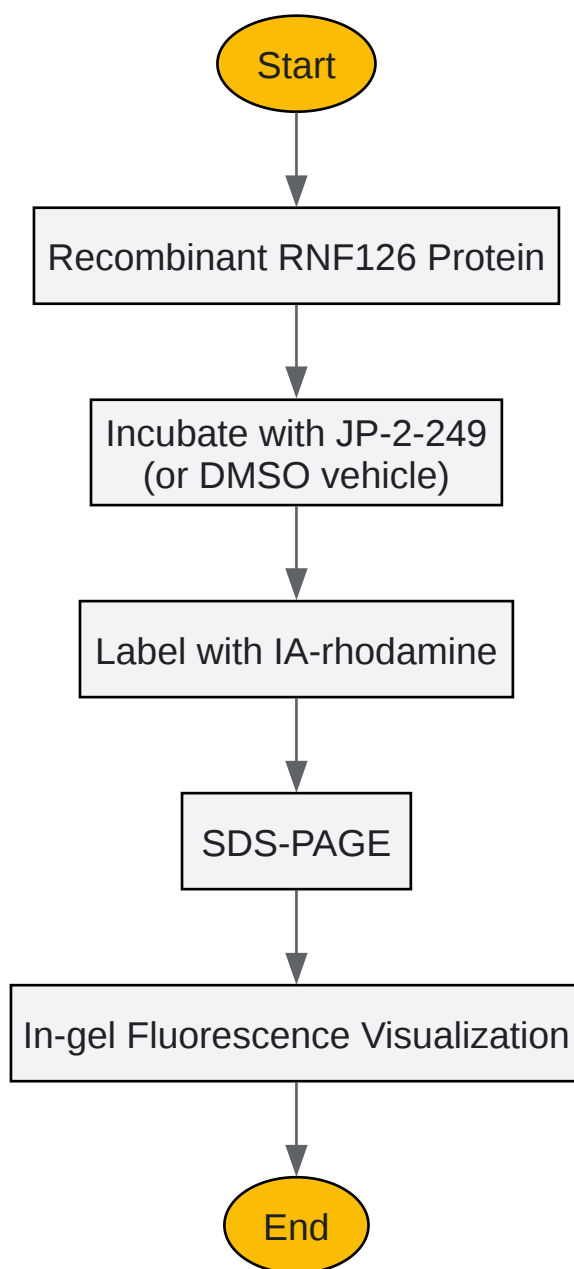 Start
Recombinant RNF126 Protein
Incubate with JP-2-249
(or DMSO vehicle)
Label with IA-rhodamine
SDS-PAGE
In-gel Fluorescence Visualization
End